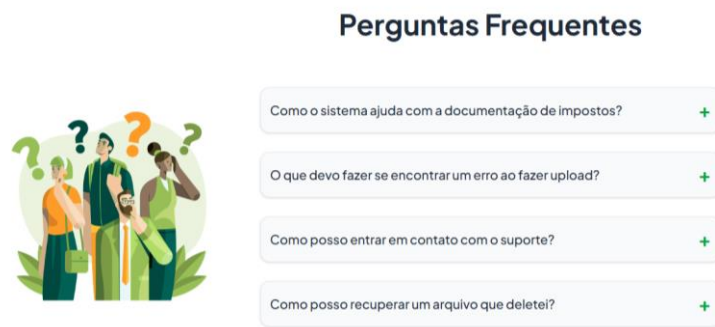 Perguntas Frequentes
Como o sistema ajuda com a documentação de impostos? +
O que devo fazer se encontrar um erro ao fazer upload? +
Como posso entrar em contato com o suporte? +
Como posso recuperar um arquivo que deletei? +
? ? ? ?